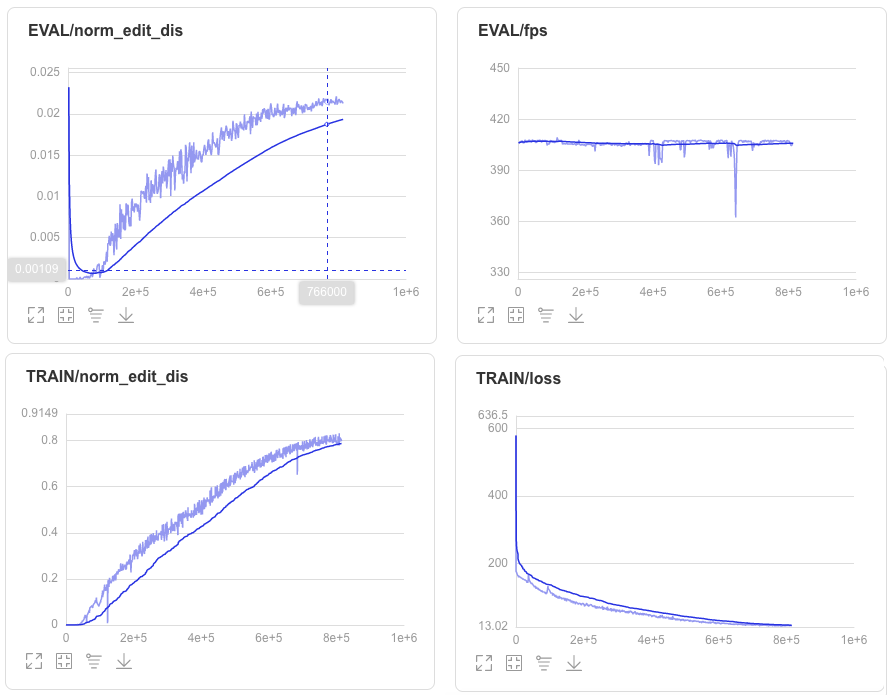 EVAL/norm_edit_dis
0.025
0.02
0.015
0.01
0.005
0.00109
0 2e+5 4e+5 6e+5 766000 1e+6
EVAL/fps
450
420
390
360
330
0 2e+5 4e+5 6e+5 8e+5 1e+6
TRAIN/norm_edit_dis
0.9149
0.8
0.6
0.4
0.2
0
0 2e+5 4e+5 6e+5 8e+5 1e+6
TRAIN/loss
636.5
600
400
200
13.02
0 2e+5 4e+5 6e+5 8e+5 1e+6